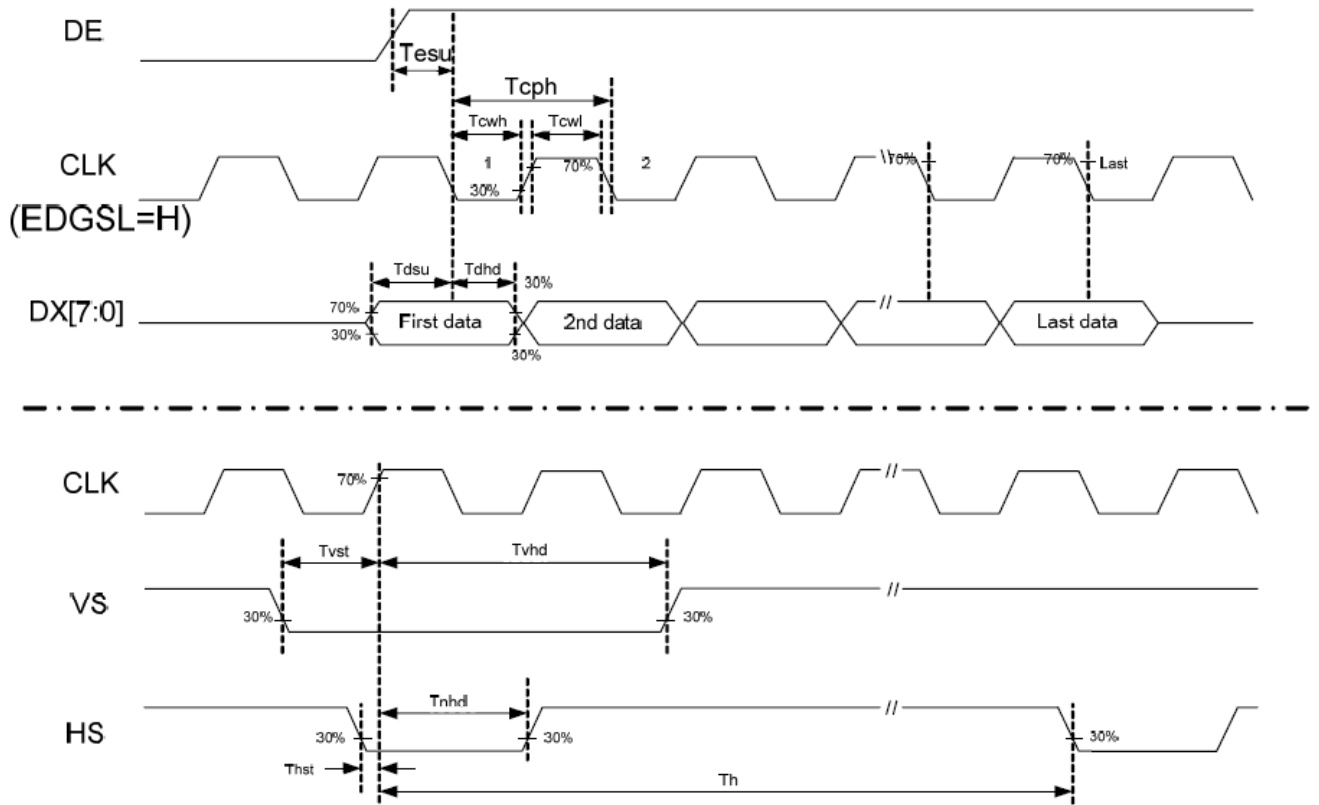 DE
Tesu
Tcph
Tcwh
Tcwl
CLK
1
70%
2
70%
70%
Last
30%
(EDGSL=H)
Tdsu
Tdhd
30%
DX[7:0]
70%
First data
2nd data
//
Last data
30%
30%
CLK
70%
//
Tvst
Tvhd
VS
30%
30%
//
Thhd
HS
30%
30%
//
30%
Thst
Th